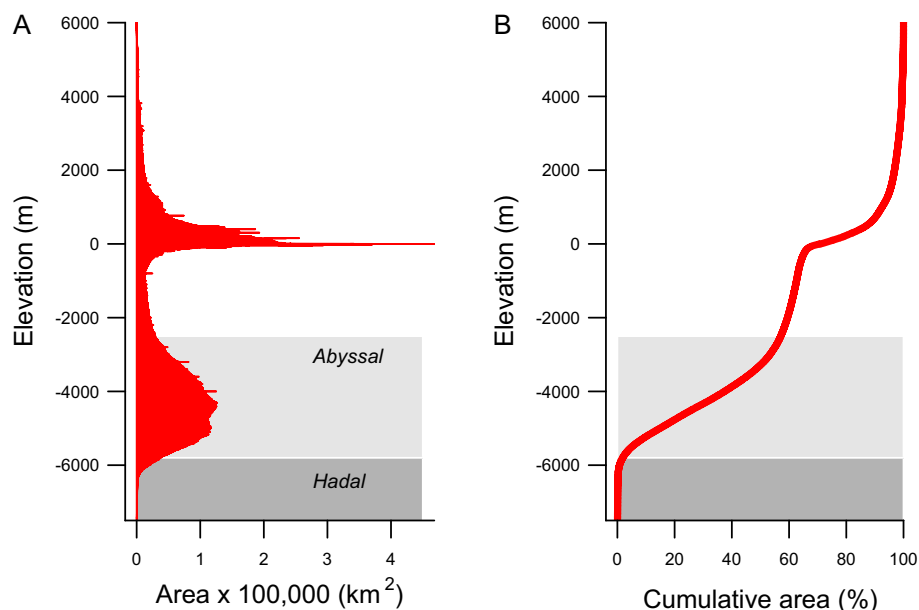 A
Elevation (m)
6000
4000
2000
0
-2000
-4000
-6000
Abyssal
Hadal
0 1 2 3 4
Area x 100,000 (km²)
B
Elevation (m)
6000
4000
2000
0
-2000
-4000
-6000
0 20 40 60 80 100
Cumulative area (%)